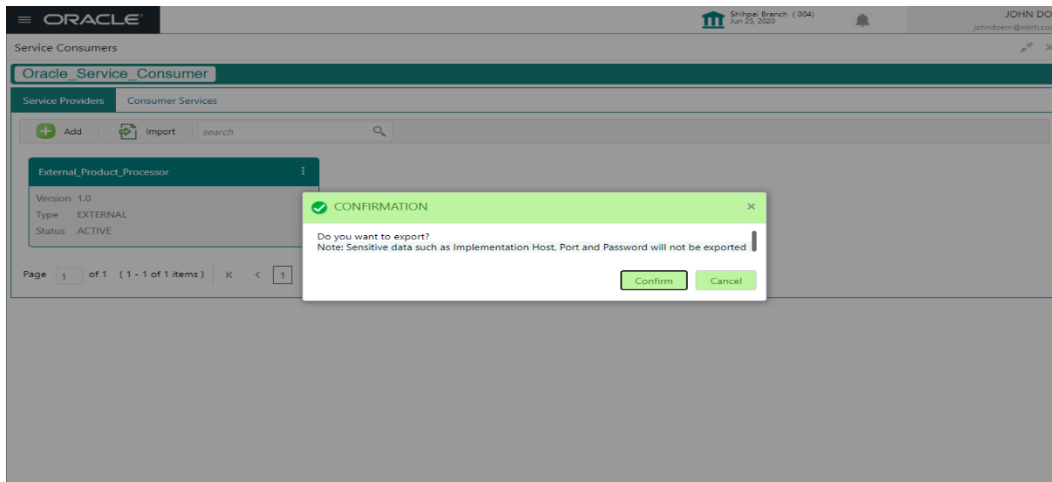 ORACLE
Shihpai Branch ( 004)
Jun 25, 2020
JOHN DO
johndoem@obrh.co
Service Consumers
Oracle_Service_Consumer
Service Providers Consumer Services
Add Import search
External_Product_Processor
Version 1.0
Type EXTERNAL
Status ACTIVE
CONFIRMATION
Do you want to export?
Note: Sensitive data such as Implementation Host, Port and Password will not be exported
Confirm Cancel
Page 1 of 1 ( 1 - 1 of 1 items ) K < 1